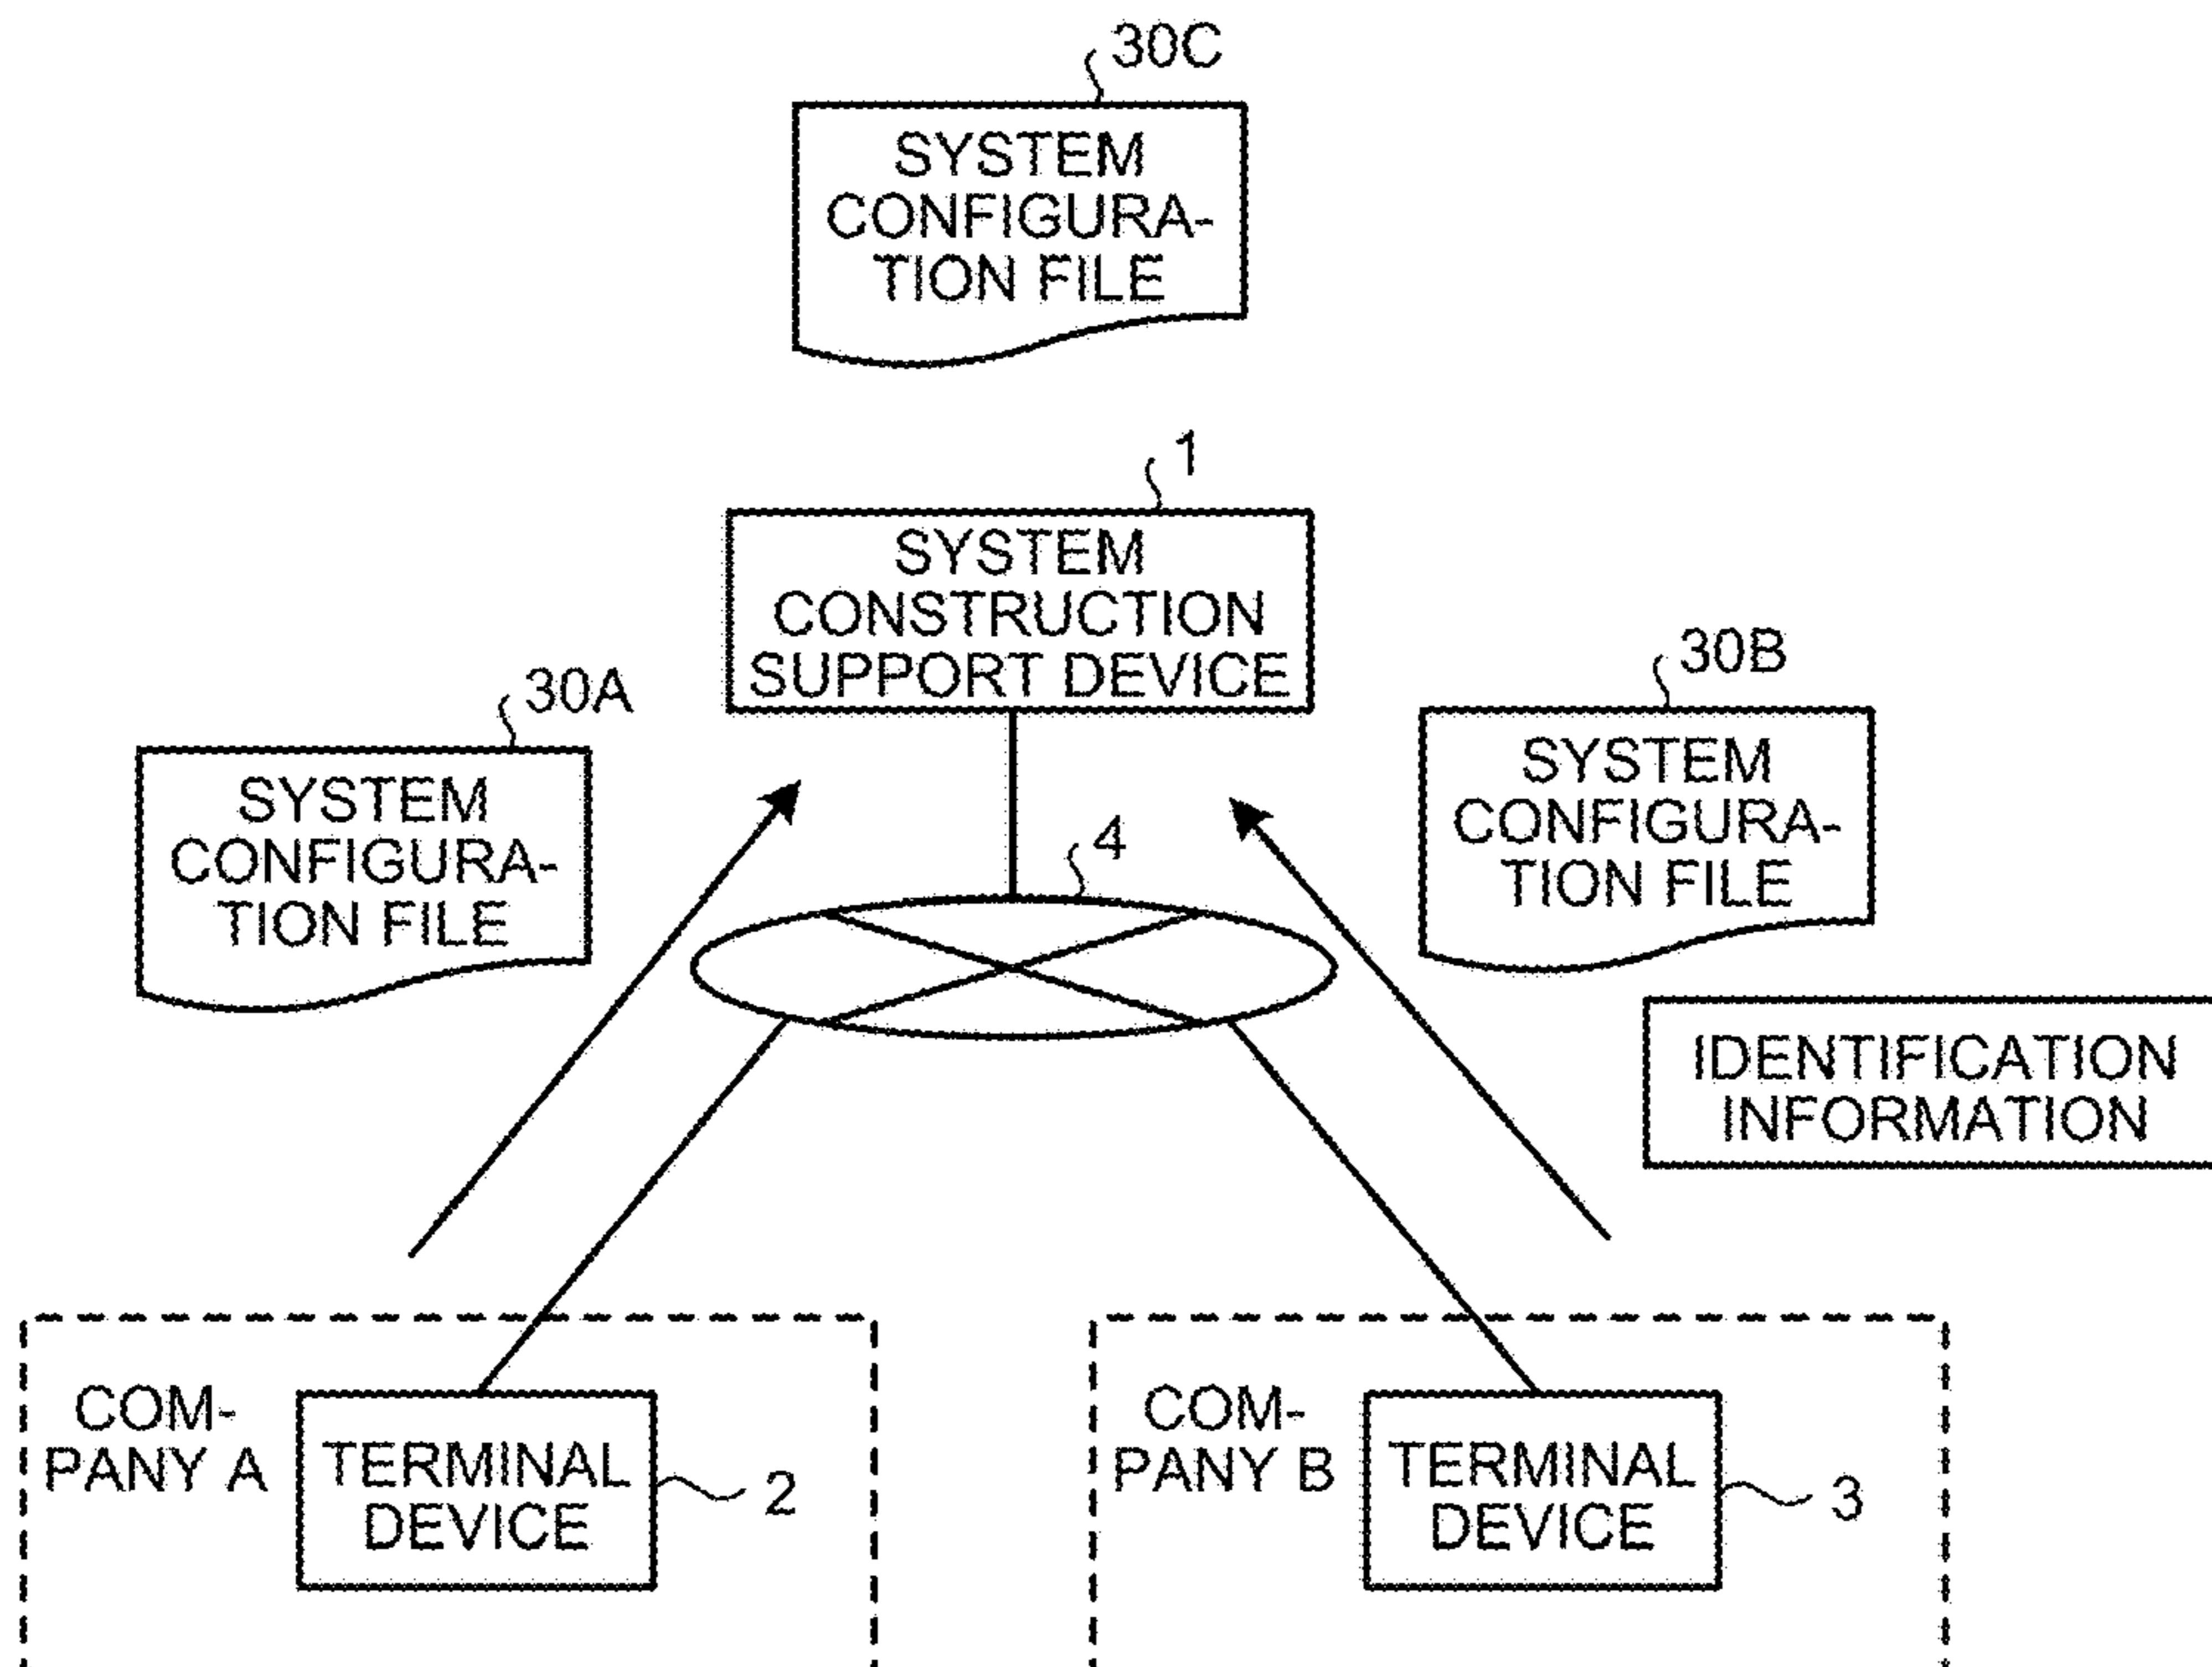 30C
SYSTEM
CONFIGURA-
TION FILE
1
SYSTEM
CONSTRUCTION
SUPPORT DEVICE
30A
SYSTEM
CONFIGURA-
TION FILE
30B
SYSTEM
CONFIGURA-
TION FILE
4
IDENTIFICATION
INFORMATION
COM-
PANY A
TERMINAL
DEVICE
2
COM-
PANY B
TERMINAL
DEVICE
3